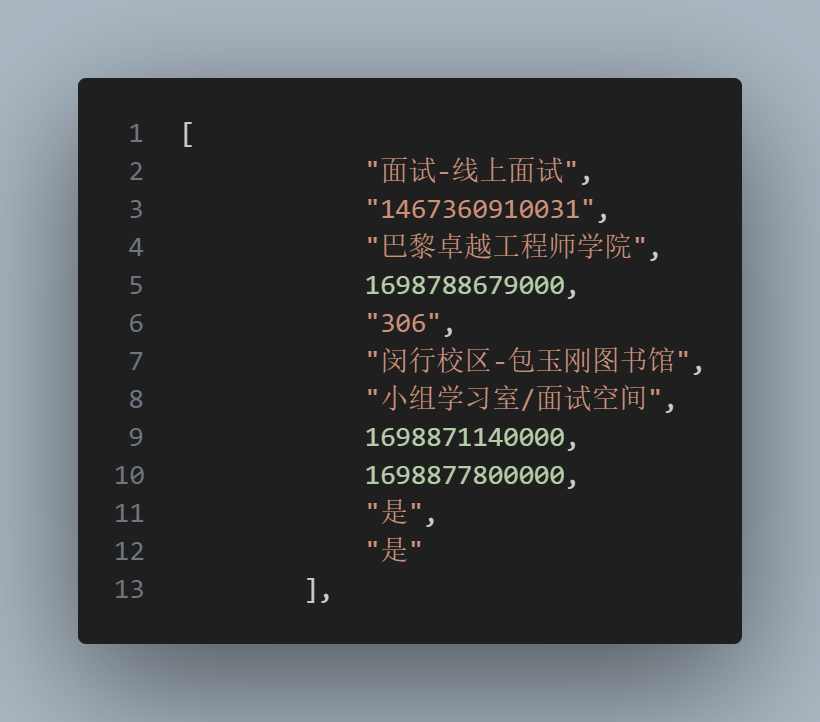 1 [
2 "面试-线上面试",
3 "1467360910031",
4 "巴黎卓越工程师学院",
5 1698788679000,
6 "306",
7 "闵行校区-包玉刚图书馆",
8 "小组学习室/面试空间",
9 1698871140000,
10 1698877800000,
11 "是",
12 "是"
13 ],